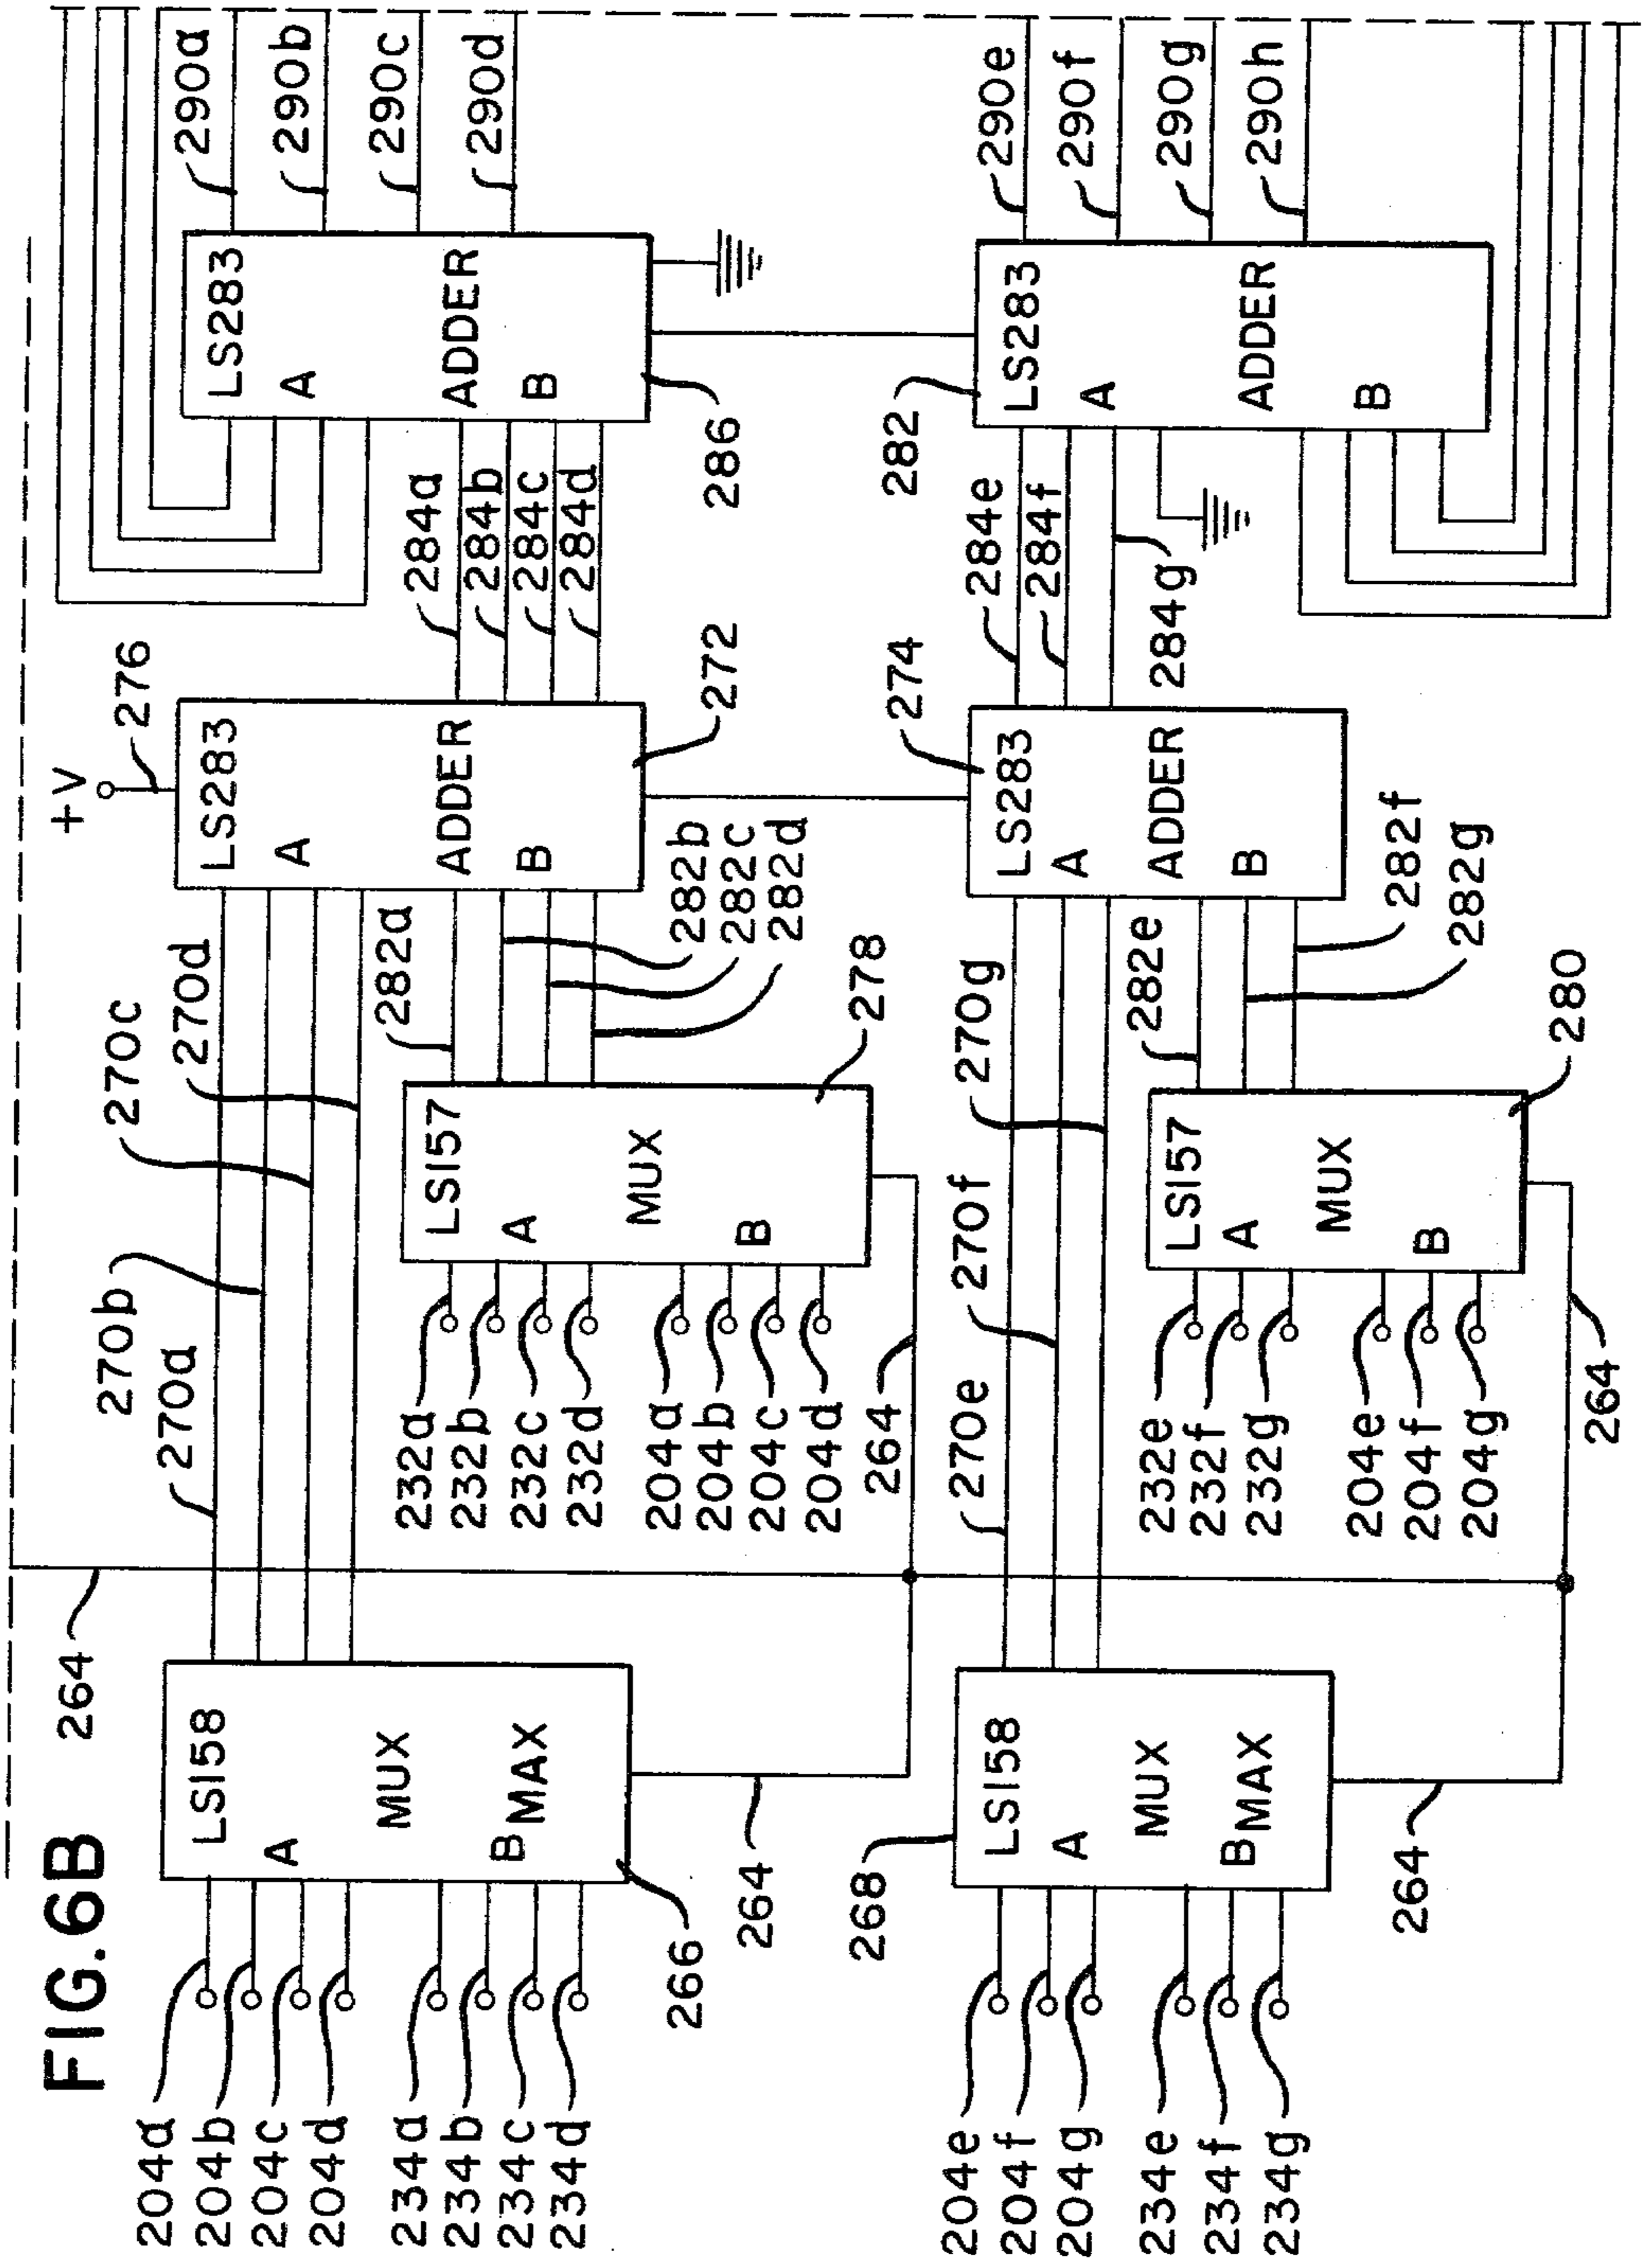 FIG.6B
264
204a
204b
204c
204d
234a
234b
234c
234d
LS158
A
MUX
B MAX
266
264
270a
270b
270c
270d
232a
232b
232c
232d
204a
204b
204c
204d
LS157
A
MUX
B
278
264
282a
282b
282c
282d
+V
276
LS283
A
ADDER
B
272
284a
284b
284c
284d
LS283
A
ADDER
B
286
290a
290b
290c
290d
204e
204f
204g
234e
234f
234g
268
LS158
A
MUX
B MAX
264
270e
270f
270g
232e
232f
232g
204e
204f
204g
LS157
A
MUX
B
280
264
282e
282f
282g
274
LS283
A
ADDER
B
284e
284f
284g
282
LS283
A
ADDER
B
290e
290f
290g
290h